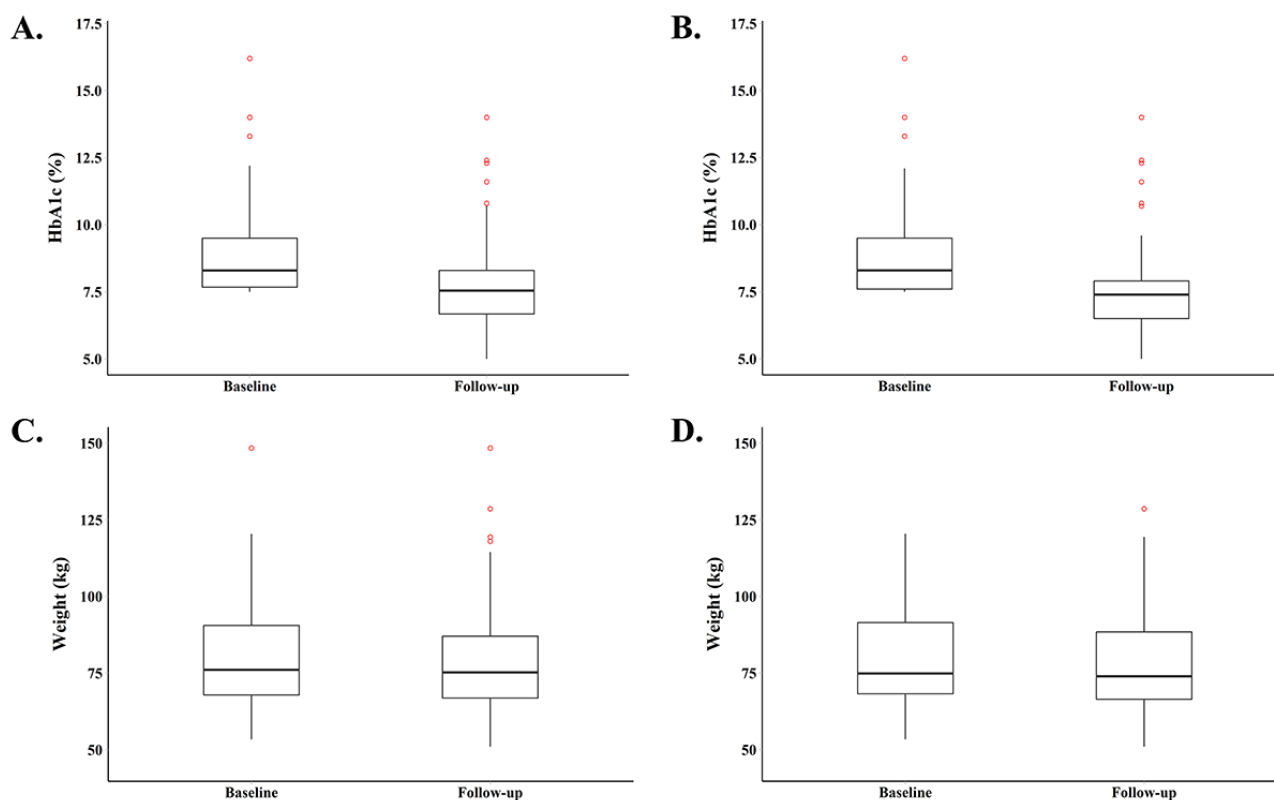 A.
HbA1c (%)
17.5
15.0
12.5
10.0
7.5
5.0
Baseline Follow-up
B.
HbA1c (%)
17.5
15.0
12.5
10.0
7.5
5.0
Baseline Follow-up
C.
Weight (kg)
150
125
100
75
50
Baseline Follow-up
D.
Weight (kg)
150
125
100
75
50
Baseline Follow-up